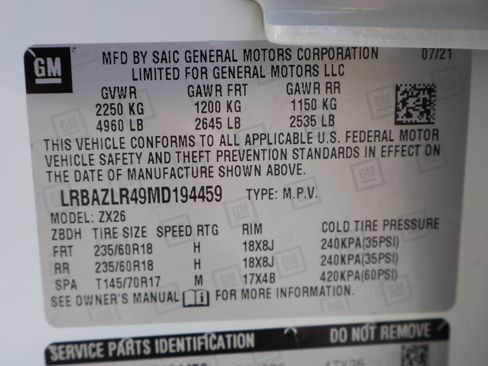 GM MFD BY SAIC GENERAL MOTORS CORPORATION 07/21
LIMITED FOR GENERAL MOTORS LLC
GVWR GAWR FRT GAWR RR
2250 KG 1200 KG 1150 KG
4960 LB 2645 LB 2535 LB
THIS VEHICLE CONFORMS TO ALL APPLICABLE U.S. FEDERAL MOTOR
VEHICLE SAFETY AND THEFT PREVENTION STANDARDS IN EFFECT ON
THE DATE OF MANUFACTURE SHOWN ABOVE.
LRBAZLR49MD194459 TYPE: M.P.V.
MODEL: ZX26
ZBDH TIRE SIZE SPEED RTG RIM COLD TIRE PRESSURE
FRT 235/60R18 H 18X8J 240KPA(35PSI)
RR 235/60R18 H 18X8J 240KPA(35PSI)
SPA T145/70R17 M 17X4B 420KPA(60PSI)
SEE OWNER'S MANUAL FOR MORE INFORMATION.
SERVICE PARTS IDENTIFICATION DO NOT REMOVE